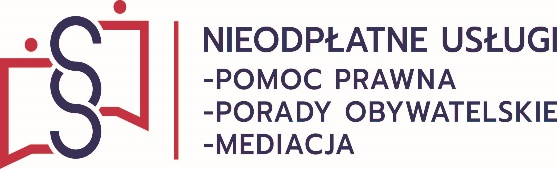 NIEODPŁATNE USŁUGI
-POMOC PRAWNA
-PORADY OBYWATELSKIE
-MEDIACJA